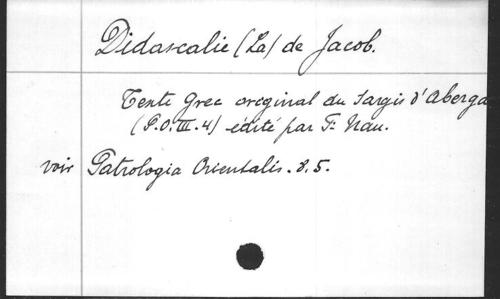 Didascalie (La) de Jacob.
Texte Grec original du Sargis d'Aberga
(P.O. III.-4) édité par F. Nau.
voir Patrologia Orientalis. 8.5.